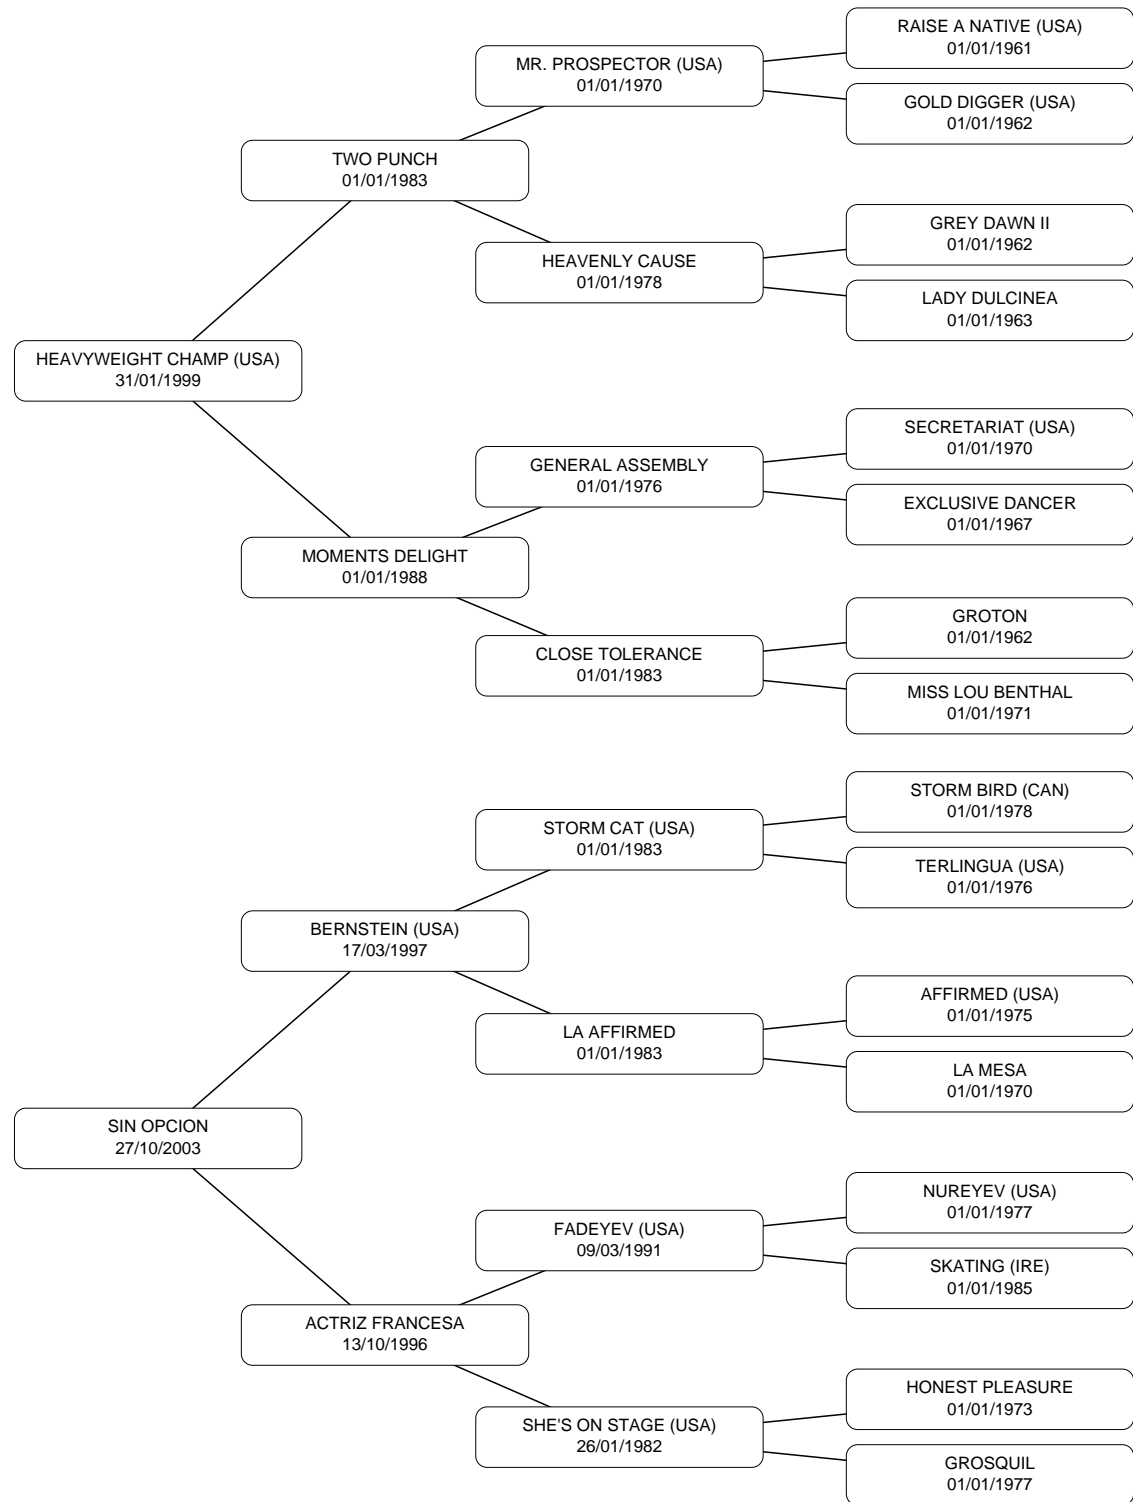 RAISE A NATIVE (USA)
01/01/1961
MR. PROSPECTOR (USA)
01/01/1970
GOLD DIGGER (USA)
01/01/1962
TWO PUNCH
01/01/1983
GREY DAWN II
01/01/1962
HEAVENLY CAUSE
01/01/1978
LADY DULCINEA
01/01/1963
HEAVYWEIGHT CHAMP (USA)
31/01/1999
SECRETARIAT (USA)
01/01/1970
GENERAL ASSEMBLY
01/01/1976
EXCLUSIVE DANCER
01/01/1967
MOMENTS DELIGHT
01/01/1988
GROTON
01/01/1962
CLOSE TOLERANCE
01/01/1983
MISS LOU BENTHAL
01/01/1971
STORM BIRD (CAN)
01/01/1978
STORM CAT (USA)
01/01/1983
TERLINGUA (USA)
01/01/1976
BERNSTEIN (USA)
17/03/1997
AFFIRMED (USA)
01/01/1975
LA AFFIRMED
01/01/1983
LA MESA
01/01/1970
SIN OPCION
27/10/2003
NUREYEV (USA)
01/01/1977
FADEYEV (USA)
09/03/1991
SKATING (IRE)
01/01/1985
ACTRIZ FRANCESA
13/10/1996
HONEST PLEASURE
01/01/1973
SHE'S ON STAGE (USA)
26/01/1982
GROSQUIL
01/01/1977